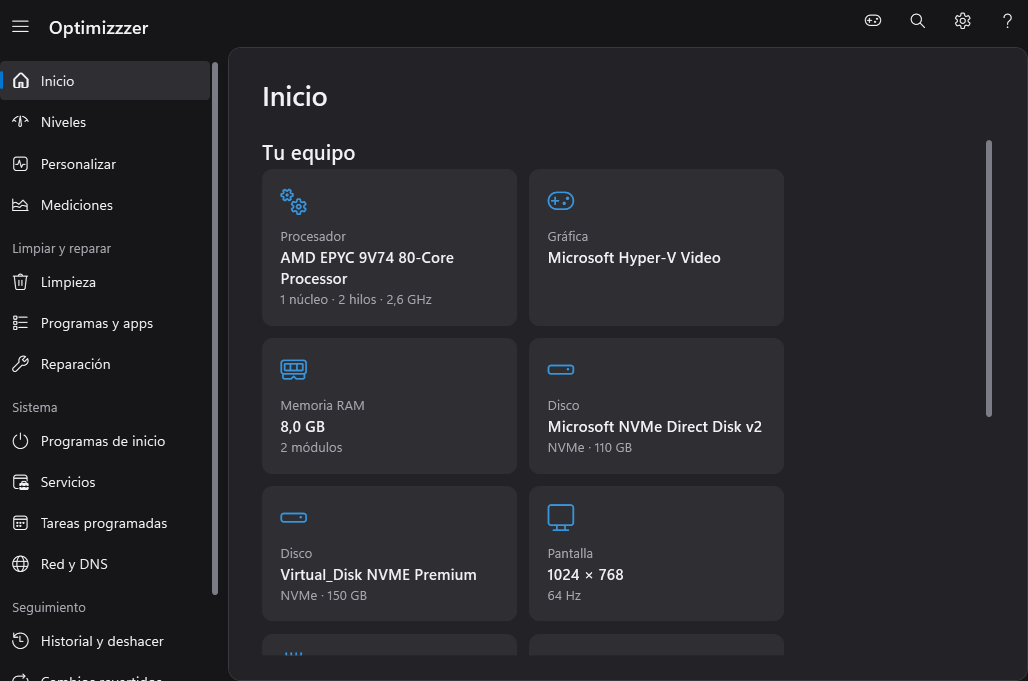 Optimizzzer
Inicio
Niveles
Personalizar
Mediciones
Limpiar y reparar
Limpieza
Programas y apps
Reparación
Sistema
Programas de inicio
Servicios
Tareas programadas
Red y DNS
Seguimiento
Historial y deshacer
Cambios revertidos
Inicio
Tu equipo
Procesador
AMD EPYC 9V74 80-Core
Processor
1 núcleo · 2 hilos · 2,6 GHz
Gráfica
Microsoft Hyper-V Video
Memoria RAM
8,0 GB
2 módulos
Disco
Microsoft NVMe Direct Disk v2
NVMe · 110 GB
Disco
Virtual_Disk NVME Premium
NVMe · 150 GB
Pantalla
1024 × 768
64 Hz